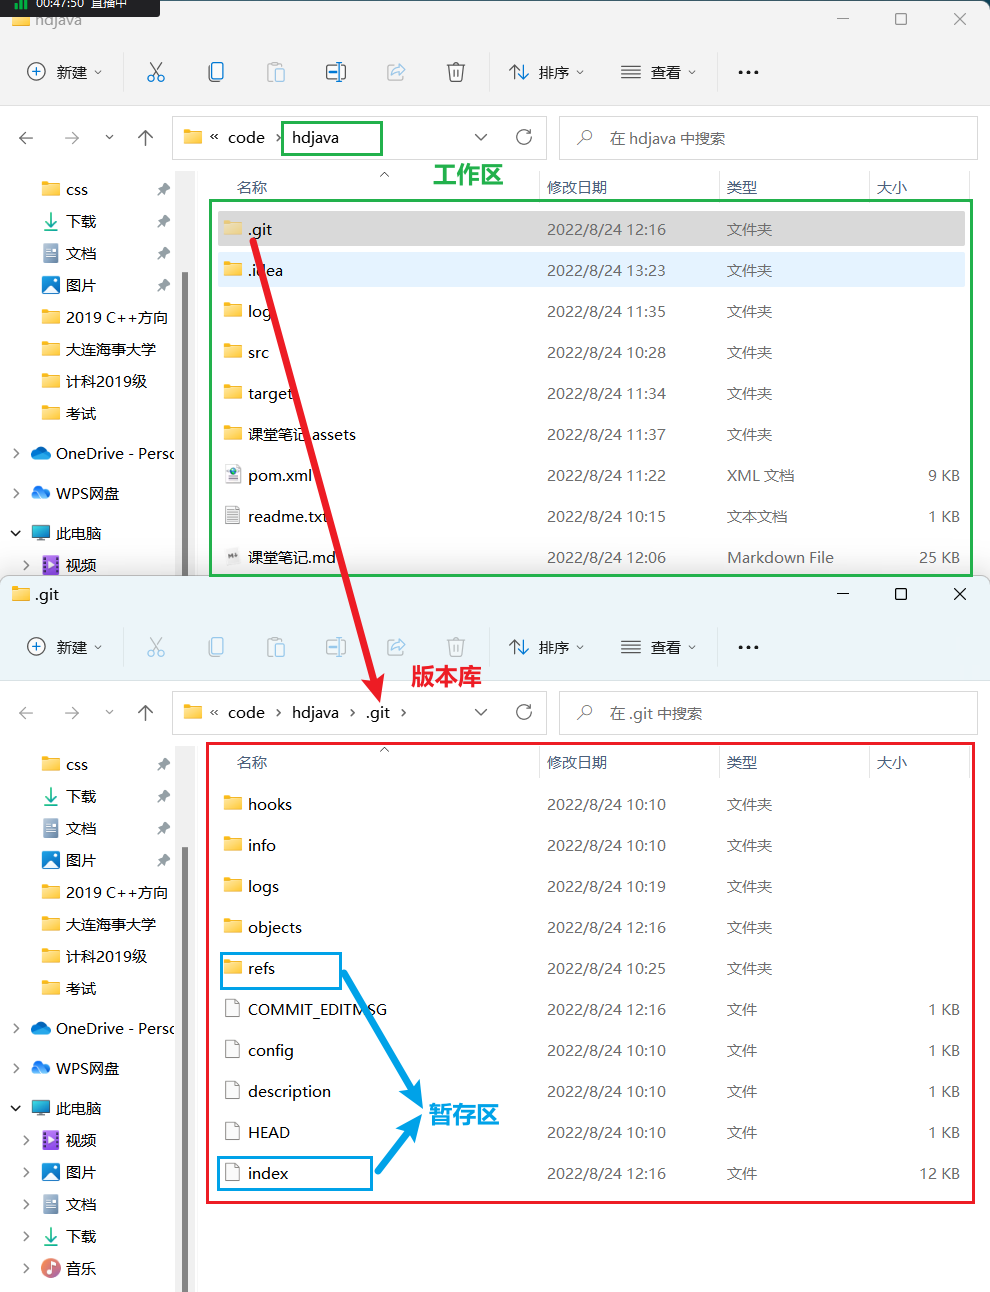 00:47:50 直播中
hdjava
新建
排序
查看
« code › hdjava
在 hdjava 中搜索
工作区
名称 修改日期 类型 大小
css
下载
文档
图片
2019 C++方向
大连海事大学
计科2019级
考试
OneDrive - Perso
WPS网盘
此电脑
视频
.git 2022/8/24 12:16 文件夹
.idea 2022/8/24 13:23 文件夹
log 2022/8/24 11:35 文件夹
src 2022/8/24 10:28 文件夹
target 2022/8/24 11:34 文件夹
课堂笔记.assets 2022/8/24 11:37 文件夹
pom.xml 2022/8/24 11:22 XML 文档 9 KB
readme.txt 2022/8/24 10:15 文本文档 1 KB
课堂笔记.md 2022/8/24 12:06 Markdown File 25 KB
.git
新建
排序
查看
版本库
« code › hdjava › .git ›
在 .git 中搜索
名称 修改日期 类型 大小
css
下载
文档
图片
2019 C++方向
大连海事大学
计科2019级
考试
OneDrive - Perso
WPS网盘
此电脑
视频
图片
文档
下载
音乐
hooks 2022/8/24 10:10 文件夹
info 2022/8/24 10:10 文件夹
logs 2022/8/24 10:19 文件夹
objects 2022/8/24 12:16 文件夹
refs 2022/8/24 10:25 文件夹
COMMIT_EDITMSG 2022/8/24 12:16 文件 1 KB
config 2022/8/24 10:10 文件 1 KB
description 2022/8/24 10:10 文件 1 KB
HEAD 2022/8/24 10:10 文件 1 KB
index 2022/8/24 12:16 文件 12 KB
暂存区